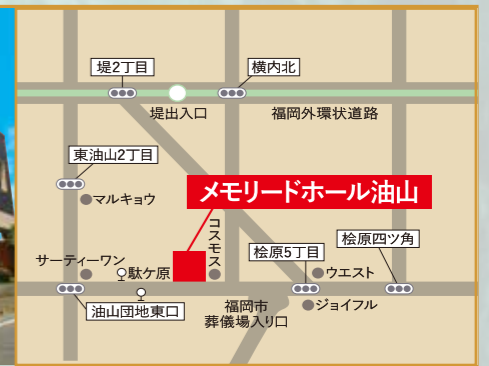 堤2丁目
横内北
堤出入口
福岡外環状道路
東油山2丁目
マルキョウ
メモリードホール油山
コスモス
サーティーワン
駄ケ原
桧原5丁目
桧原四ツ角
ウエスト
油山団地東口
福岡市
葬儀場入り口
ジョイフル